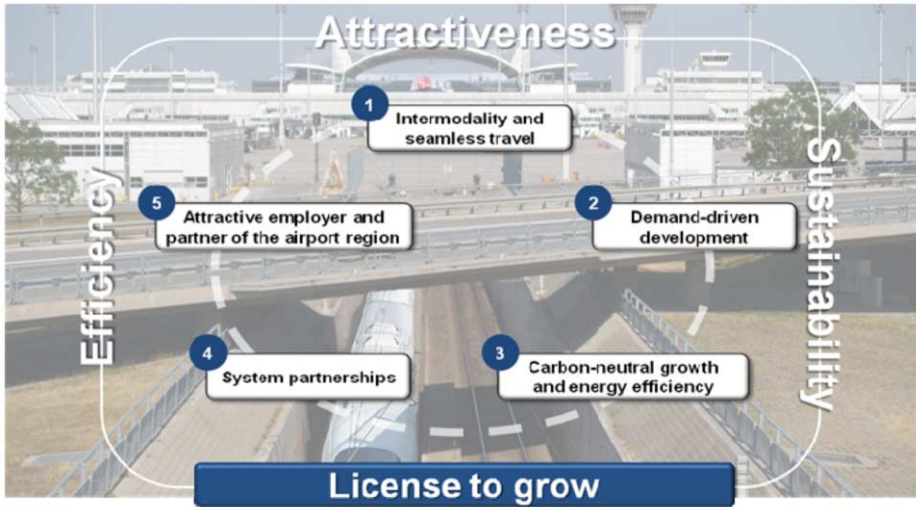 Attractiveness
1
Intermodality and
seamless travel
Efficiency
Sustainability
5
Attractive employer and
partner of the airport region
2
Demand-driven
development
4
System partnerships
3
Carbon-neutral growth
and energy efficiency
License to grow